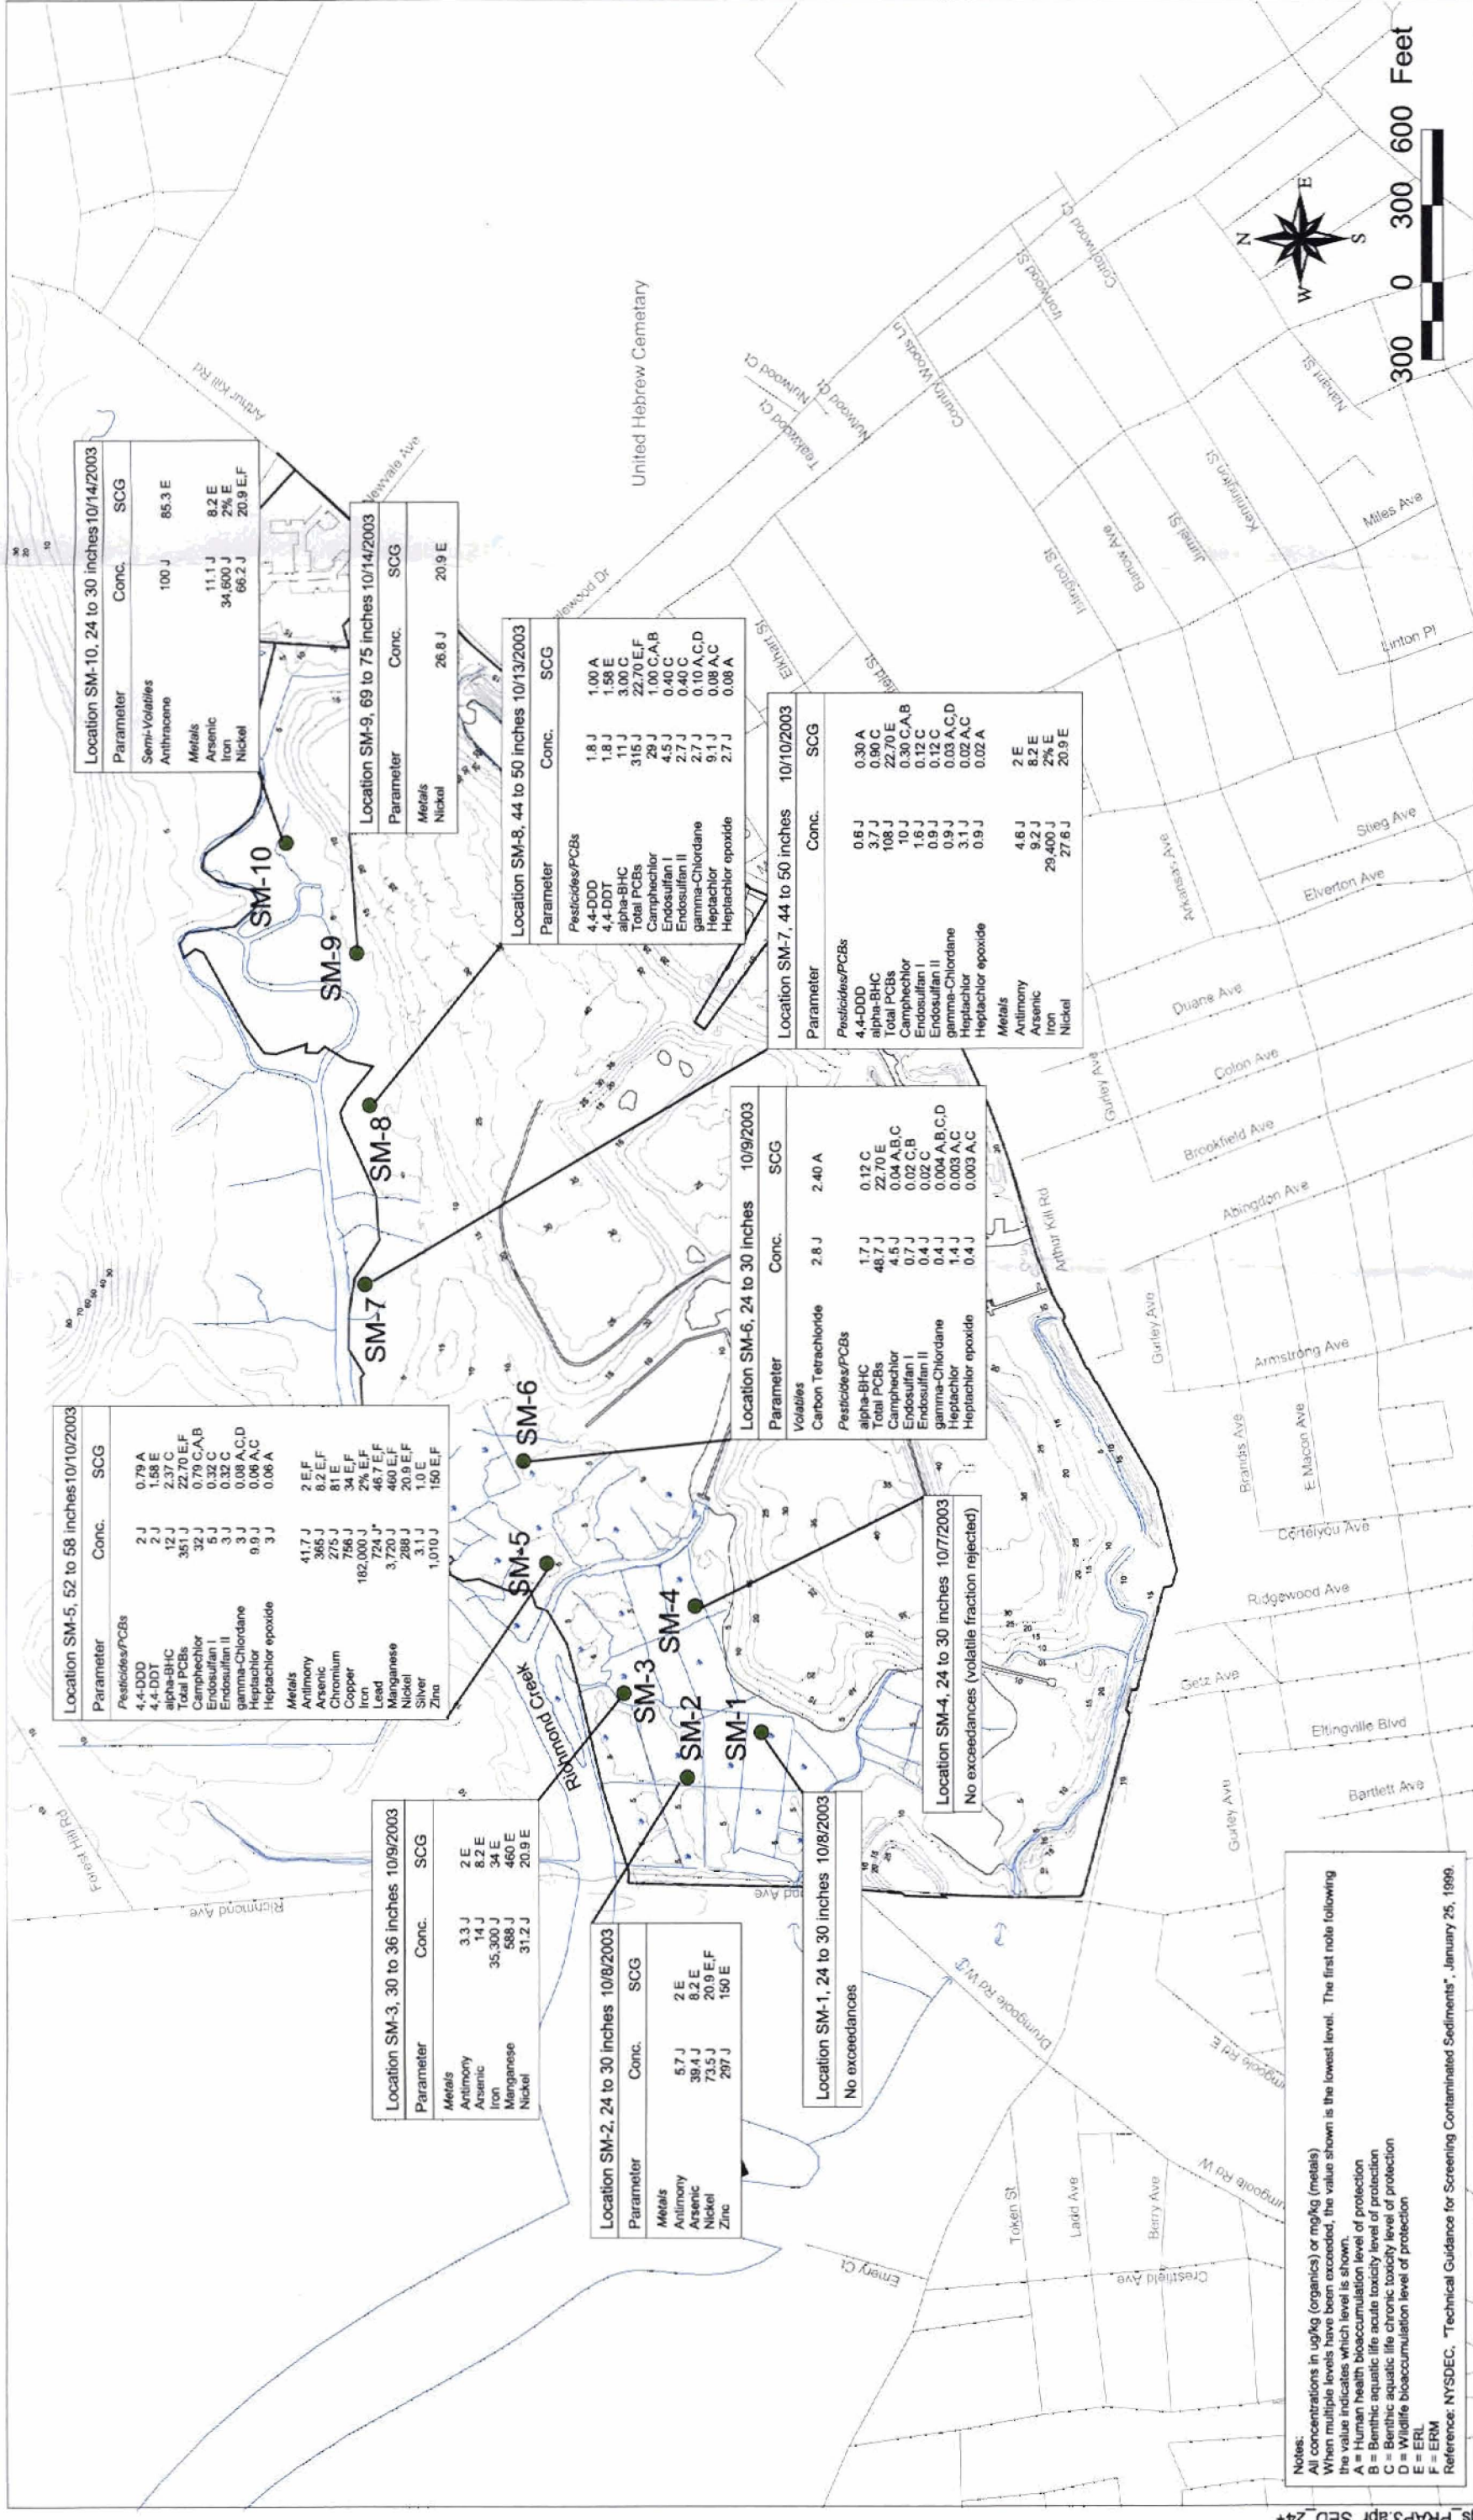 Location SM-10, 24 to 30 inches10/14/2003
Parameter Conc. SCG
Semi-Volatiles
Anthracene 100 J 85.3 E
Metals
Arsenic 11.1 J 8.2 E
Iron 34,600 J 2% E
Nickel 66.2 J 20.9 E,F
Location SM-9, 69 to 75 inches 10/14/2003
Parameter Conc. SCG
Metals
Nickel 26.8 J 20.9 E
Location SM-8, 44 to 50 inches 10/13/2003
Parameter Conc. SCG
Pesticides/PCBs
4,4-DDD 1.8 J 1.00 A
4,4-DDT 1.8 J 1.58 E
alpha-BHC 11 J 3.00 C
Total PCBs 315 J 22.70 E,F
Camphechlor 29 J 1.00 C,A,B
Endosulfan I 4.5 J 0.40 C
Endosulfan II 2.7 J 0.40 C
gamma-Chlordane 2.7 J 0.10 A,C,D
Heptachlor 9.1 J 0.08 A,C
Heptachlor epoxide 2.7 J 0.08 A
Location SM-7, 44 to 50 inches 10/10/2003
Parameter Conc. SCG
Pesticides/PCBs
4,4-DDD 0.6 J 0.30 A
alpha-BHC 3.7 J 0.90 C
Total PCBs 108 J 22.70 E
Camphechlor 10 J 0.30 C,A,B
Endosulfan I 1.6 J 0.12 C
Endosulfan II 0.9 J 0.12 C
gamma-Chlordane 0.9 J 0.03 A,C,D
Heptachlor 3.1 J 0.02 A,C
Heptachlor epoxide 0.9 J 0.02 A
Metals
Antimony 4.6 J 2 E
Arsenic 9.2 J 8.2 E
Iron 29,400 J 2% E
Nickel 27.6 J 20.9 E
Location SM-6, 24 to 30 inches 10/9/2003
Parameter Conc. SCG
Volatiles
Carbon Tetrachloride 2.8 J 2.40 A
Pesticides/PCBs
alpha-BHC 1.7 J 0.12 C
Total PCBs 48.7 J 22.70 E
Camphechlor 4.5 J 0.04 A,B,C
Endosulfan I 0.7 J 0.02 C,B
Endosulfan II 0.4 J 0.02 C
gamma-Chlordane 0.4 J 0.004 A,B,C,D
Heptachlor 1.4 J 0.003 A,C
Heptachlor epoxide 0.4 J 0.003 A,C
Location SM-5, 52 to 58 inches10/10/2003
Parameter Conc. SCG
Pesticides/PCBs
4,4-DDD 2 J 0.79 A
4,4-DDT 2 J 1.58 E
alpha-BHC 12 J 2.37 C
Total PCBs 351 J 22.70 E,F
Camphechlor 32 J 0.79 C,A,B
Endosulfan I 5 J 0.32 C
Endosulfan II 3 J 0.32 C
gamma-Chlordane 3 J 0.08 A,C,D
Heptachlor 9.9 J 0.06 A,C
Heptachlor epoxide 3 J 0.06 A
Metals
Antimony 41.7 J 2 E,F
Arsenic 365 J 8.2 E,F
Chromium 275 J 81 E
Copper 756 J 34 E,F
Iron 182,000 J 2% E,F
Lead 724 J* 46.7 E,F
Manganese 3,720 J 460 E,F
Nickel 288 J 20.9 E,F
Silver 3.1 J 1.0 E
Zinc 1,010 J 150 E,F
Location SM-4, 24 to 30 inches 10/7/2003
No exceedances (volatile fraction rejected)
Location SM-3, 30 to 36 inches 10/9/2003
Parameter Conc. SCG
Metals
Antimony 3.3 J 2 E
Arsenic 14 J 8.2 E
Iron 35,300 J 34 E
Manganese 588 J 460 E
Nickel 31.2 J 20.9 E
Location SM-2, 24 to 30 inches 10/8/2003
Parameter Conc. SCG
Metals
Antimony 5.7 J 2 E
Arsenic 39.4 J 8.2 E
Nickel 73.5 J 20.9 E,F
Zinc 297 J 150 E
Location SM-1, 24 to 30 inches 10/8/2003
No exceedances
SM-10
SM-9
SM-8
SM-7
SM-6
SM-5
SM-4
SM-3
SM-2
SM-1
Richmond Creek
United Hebrew Cemetary
Arthur Kill Rd
Newvale Ave
Nutwood Ct
Teakwood Ct
Nutwood Ct
Country Woods Ln
Ironwood St
Cottonwood Ct
Elkhart St
Islington St
Barlow Ave
Jumel St
Kennington St
Nahant St
Miles Ave
Linton Pl
Stieg Ave
Elverton Ave
Arkansas Ave
Duane Ave
Colon Ave
Gurley Ave
Brookfield Ave
Abingdon Ave
Arthur Kill Rd
Gurley Ave
Armstrong Ave
Brandis Ave
E Macon Ave
Cortelyou Ave
Ridgewood Ave
Getz Ave
Eltingville Blvd
Bartlett Ave
Gurley Ave
Forest Hill Rd
Richmond Ave
Drumgoole Rd W
Drumgoole Rd E
Token St
Ladd Ave
Berry Ave
Crestfield Ave
Emery Ct
N
W E
S
300 0 300 600 Feet
Notes:
All concentrations in ug/kg (organics) or mg/kg (metals)
When multiple levels have been exceeded, the value shown is the lowest level. The first note following
the value indicates which level is shown.
A = Human health bioaccumulation level of protection
B = Benthic aquatic life acute toxicity level of protection
C = Benthic aquatic life chronic toxicity level of protection
D = Wildlife bioaccumulation level of protection
E = ERL
F = ERM
Reference: NYSDEC, "Technical Guidance for Screening Contaminated Sediments", January 25, 1999.